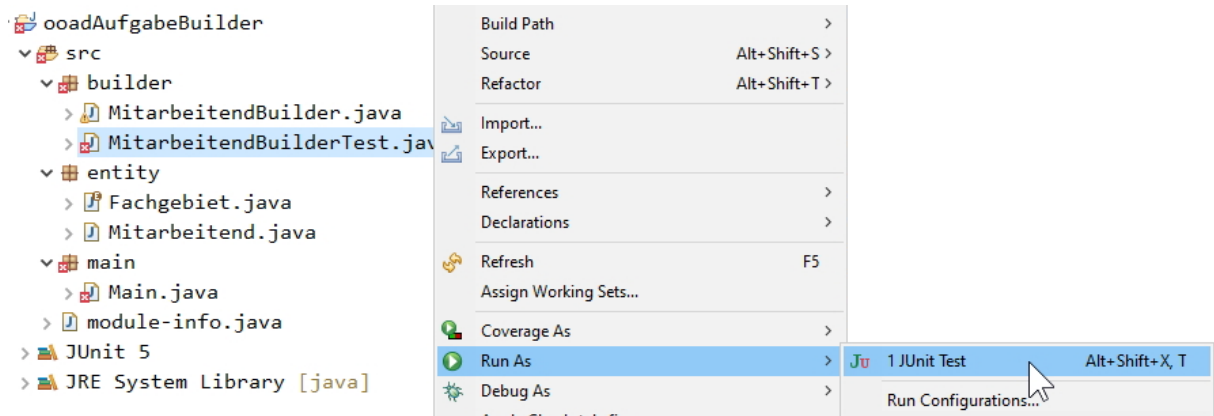 ooadAufgabeBuilder
src
builder
MitarbeitendBuilder.java
MitarbeitendBuilderTest.jav
entity
Fachgebiet.java
Mitarbeitend.java
main
Main.java
module-info.java
JUnit 5
JRE System Library [java]
Build Path
Source Alt+Shift+S
Refactor Alt+Shift+T
Import...
Export...
References
Declarations
Refresh F5
Assign Working Sets...
Coverage As
Run As
Debug As
JU 1 JUnit Test Alt+Shift+X, T
Run Configurations...